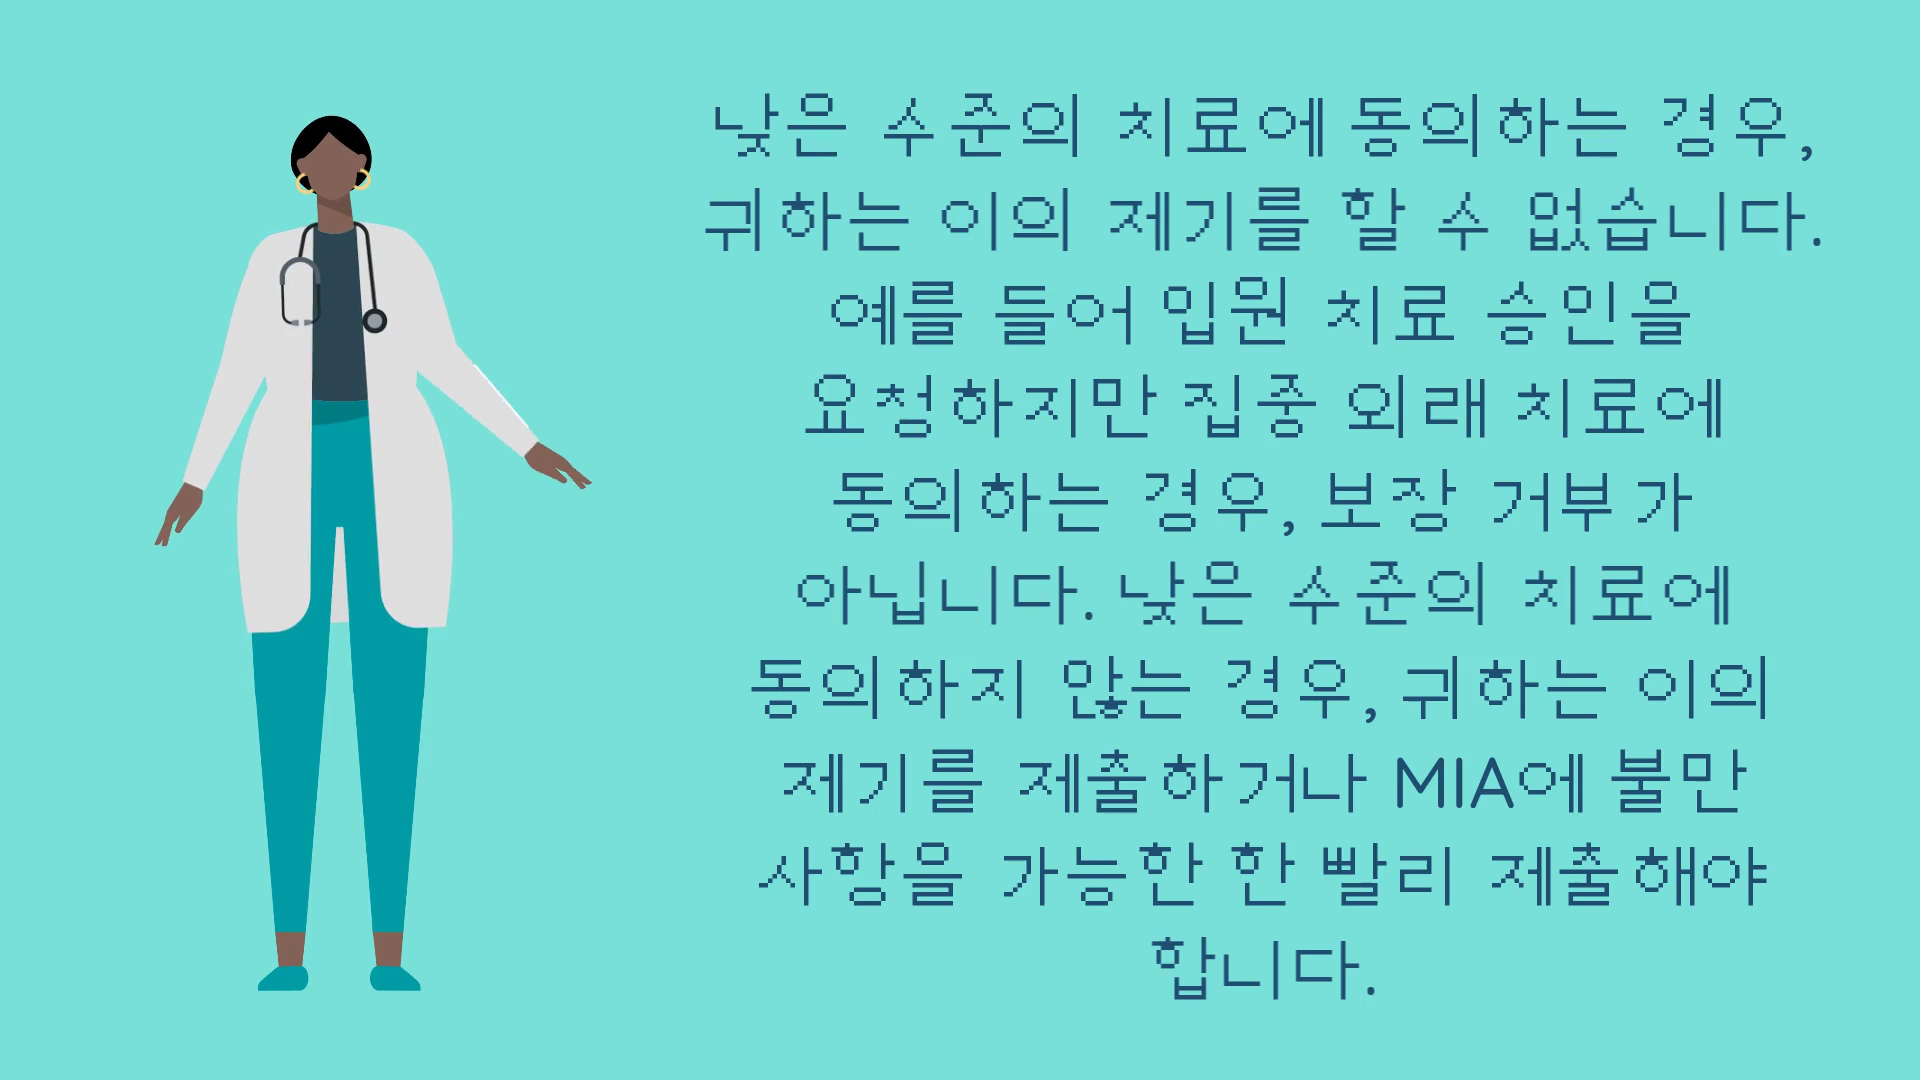 낮은 수준의 치료에 동의하는 경우,
귀하는 이의 제기를 할 수 없습니다.
예를 들어 입원 치료 승인을
요청하지만 집중 외래 치료에
동의하는 경우, 보장 거부 가
아닙니다. 낮은 수준의 치료에
동의하지 않는 경우, 귀하는 이의
제기를 제출하거나 MIA에 불만
사항을 가능한 한 빨리 제출해야
합니다.